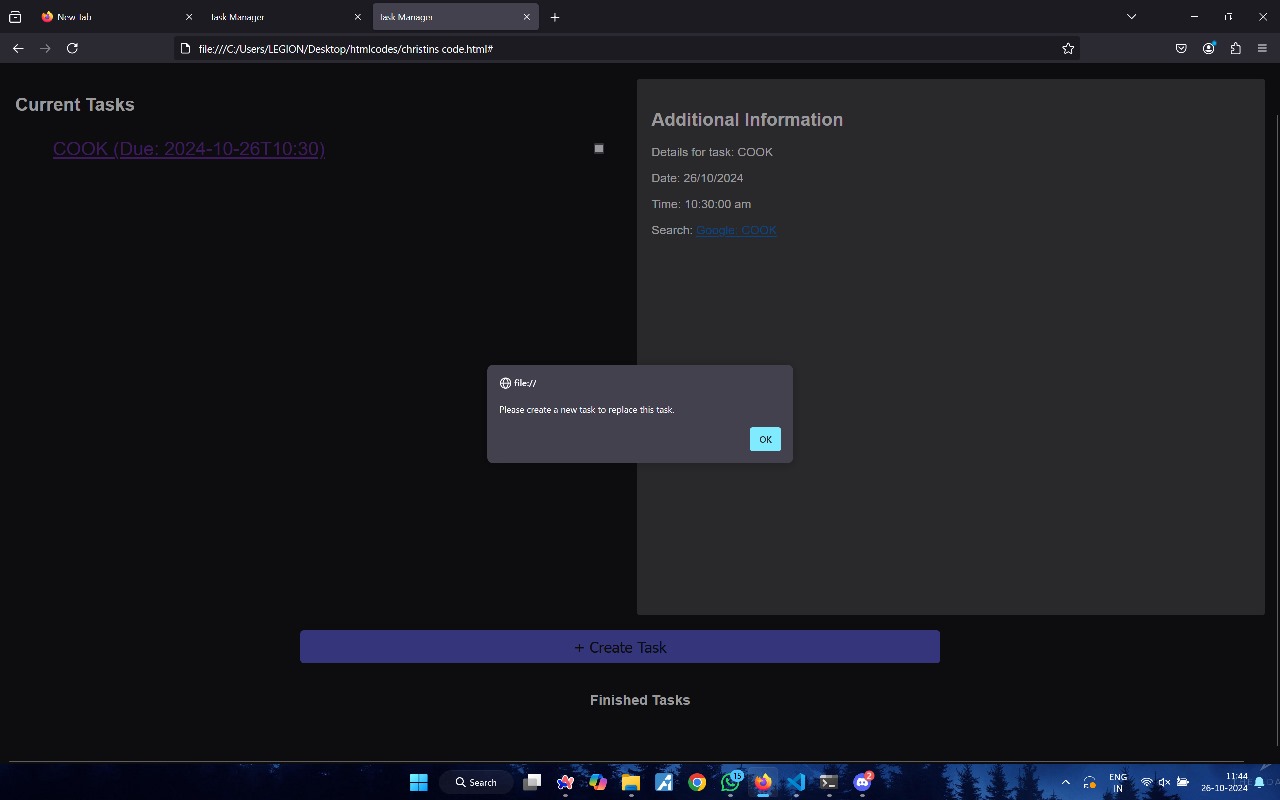 New Tab
Task Manager
Task Manager
file:///C:/Users/LEGION/Desktop/htmlcodes/christins code.html#
Current Tasks
COOK (Due: 2024-10-26T10:30)
Additional Information
Details for task: COOK
Date: 26/10/2024
Time: 10:30:00 am
Search: Google: COOK
file://
Please create a new task to replace this task.
OK
+ Create Task
Finished Tasks
Search
15
2
ENG
IN
11:44
26-10-2024